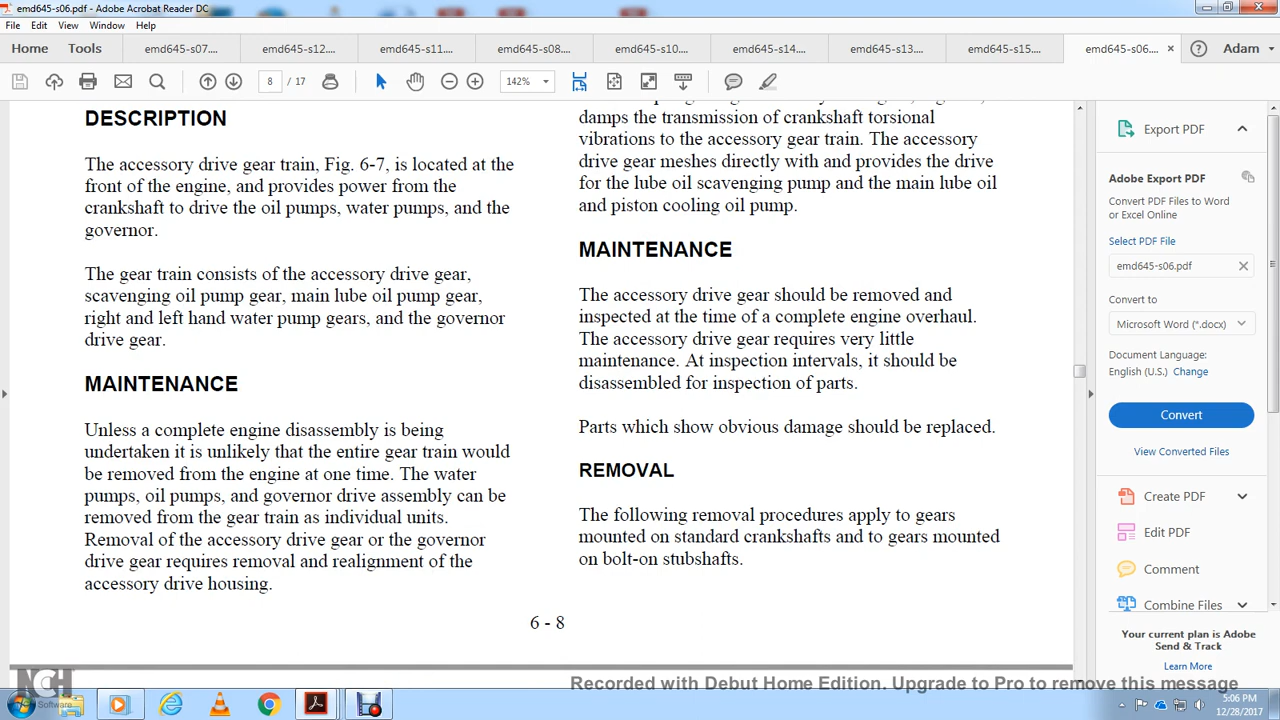 emd645-s06.pdf - Adobe Acrobat Reader DC
File Edit View Window Help
Home Tools emd645-s07.... emd645-s12.... emd645-s11.... emd645-s08.... emd645-s10.... emd645-s14.... emd645-s13.... emd645-s15.... emd645-s06.... × Adam
8 / 17 142%
DESCRIPTION
The accessory drive gear train, Fig. 6-7, is located at the
front of the engine, and provides power from the
crankshaft to drive the oil pumps, water pumps, and the
governor.
The gear train consists of the accessory drive gear,
scavenging oil pump gear, main lube oil pump gear,
right and left hand water pump gears, and the governor
drive gear.
MAINTENANCE
Unless a complete engine disassembly is being
undertaken it is unlikely that the entire gear train would
be removed from the engine at one time. The water
pumps, oil pumps, and governor drive assembly can be
removed from the gear train as individual units.
Removal of the accessory drive gear or the governor
drive gear requires removal and realignment of the
accessory drive housing.
damps the transmission of crankshaft torsional
vibrations to the accessory gear train. The accessory
drive gear meshes directly with and provides the drive
for the lube oil scavenging pump and the main lube oil
and piston cooling oil pump.
MAINTENANCE
The accessory drive gear should be removed and
inspected at the time of a complete engine overhaul.
The accessory drive gear requires very little
maintenance. At inspection intervals, it should be
disassembled for inspection of parts.
Parts which show obvious damage should be replaced.
REMOVAL
The following removal procedures apply to gears
mounted on standard crankshafts and to gears mounted
on bolt-on stubshafts.
6 - 8
Export PDF
Adobe Export PDF
Convert PDF Files to Word
or Excel Online
Select PDF File
emd645-s06.pdf
Convert to
Microsoft Word (*.docx)
Document Language:
English (U.S.) Change
Convert
View Converted Files
Create PDF
Edit PDF
Comment
Combine Files
Your current plan is Adobe
Send & Track
Learn More
NCH
Software
Recorded with Debut Home Edition. Upgrade to Pro to remove this message
5:06 PM
12/28/2017